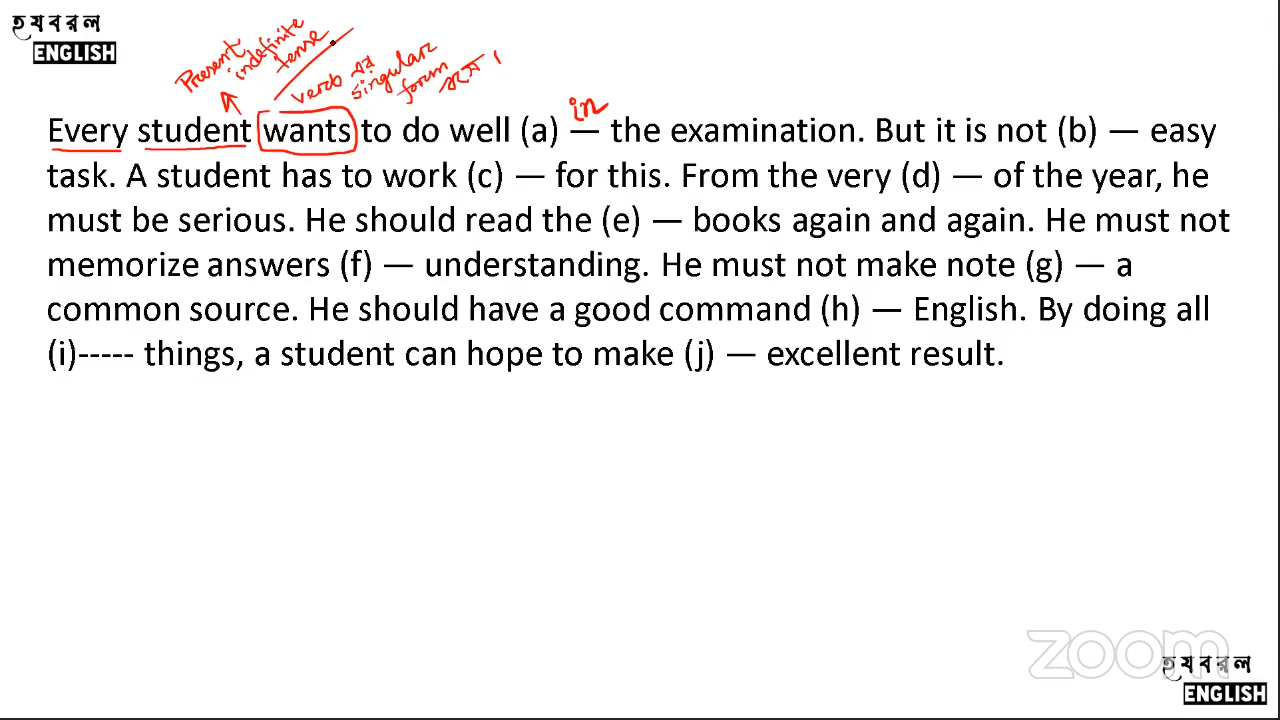 হ য ব র ল
ENGLISH
Present
indefinite
tense
verb এর
singular
form হয় ।
in
Every student wants to do well (a) — the examination. But it is not (b) — easy
task. A student has to work (c) — for this. From the very (d) — of the year, he
must be serious. He should read the (e) — books again and again. He must not
memorize answers (f) — understanding. He must not make note (g) — a
common source. He should have a good command (h) — English. By doing all
(i)----- things, a student can hope to make (j) — excellent result.
zoom
হ য ব র ল
ENGLISH